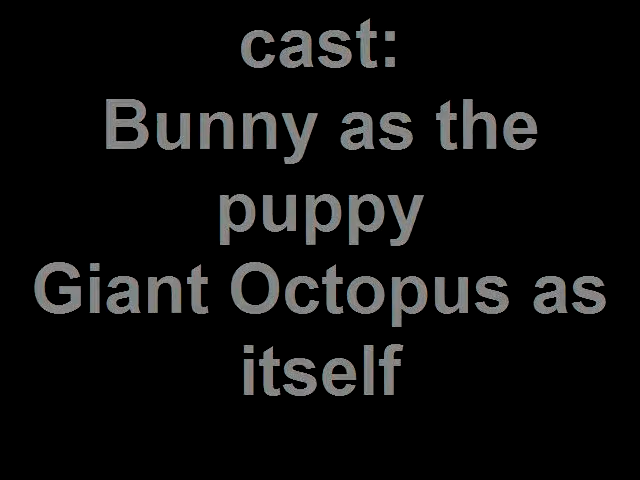 cast:
Bunny as the
puppy
Giant Octopus as
itself